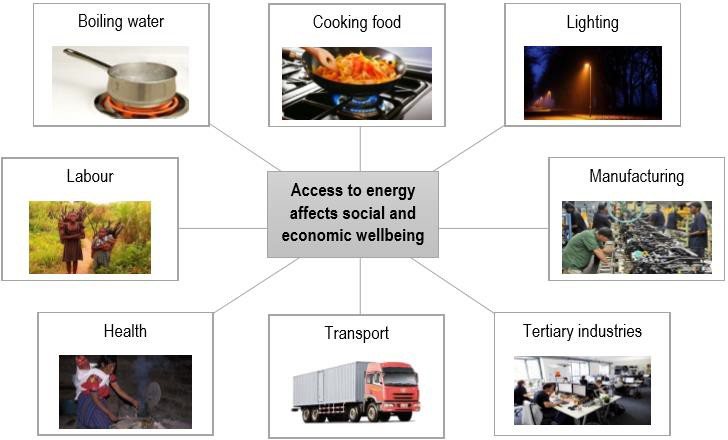 Boiling water
Cooking food
Lighting
Labour
Access to energy
affects social and
economic wellbeing
Manufacturing
Health
Transport
Tertiary industries